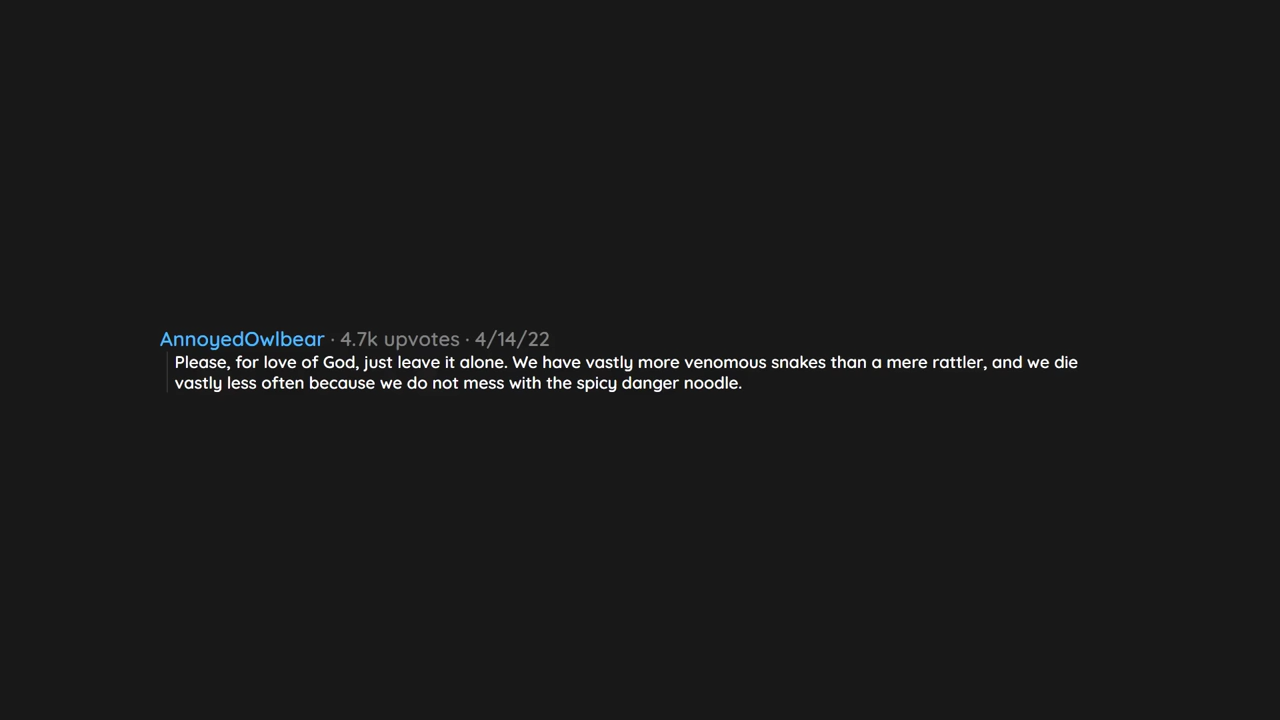 AnnoyedOwlbear · 4.7k upvotes · 4/14/22
Please, for love of God, just leave it alone. We have vastly more venomous snakes than a mere rattler, and we die
vastly less often because we do not mess with the spicy danger noodle.